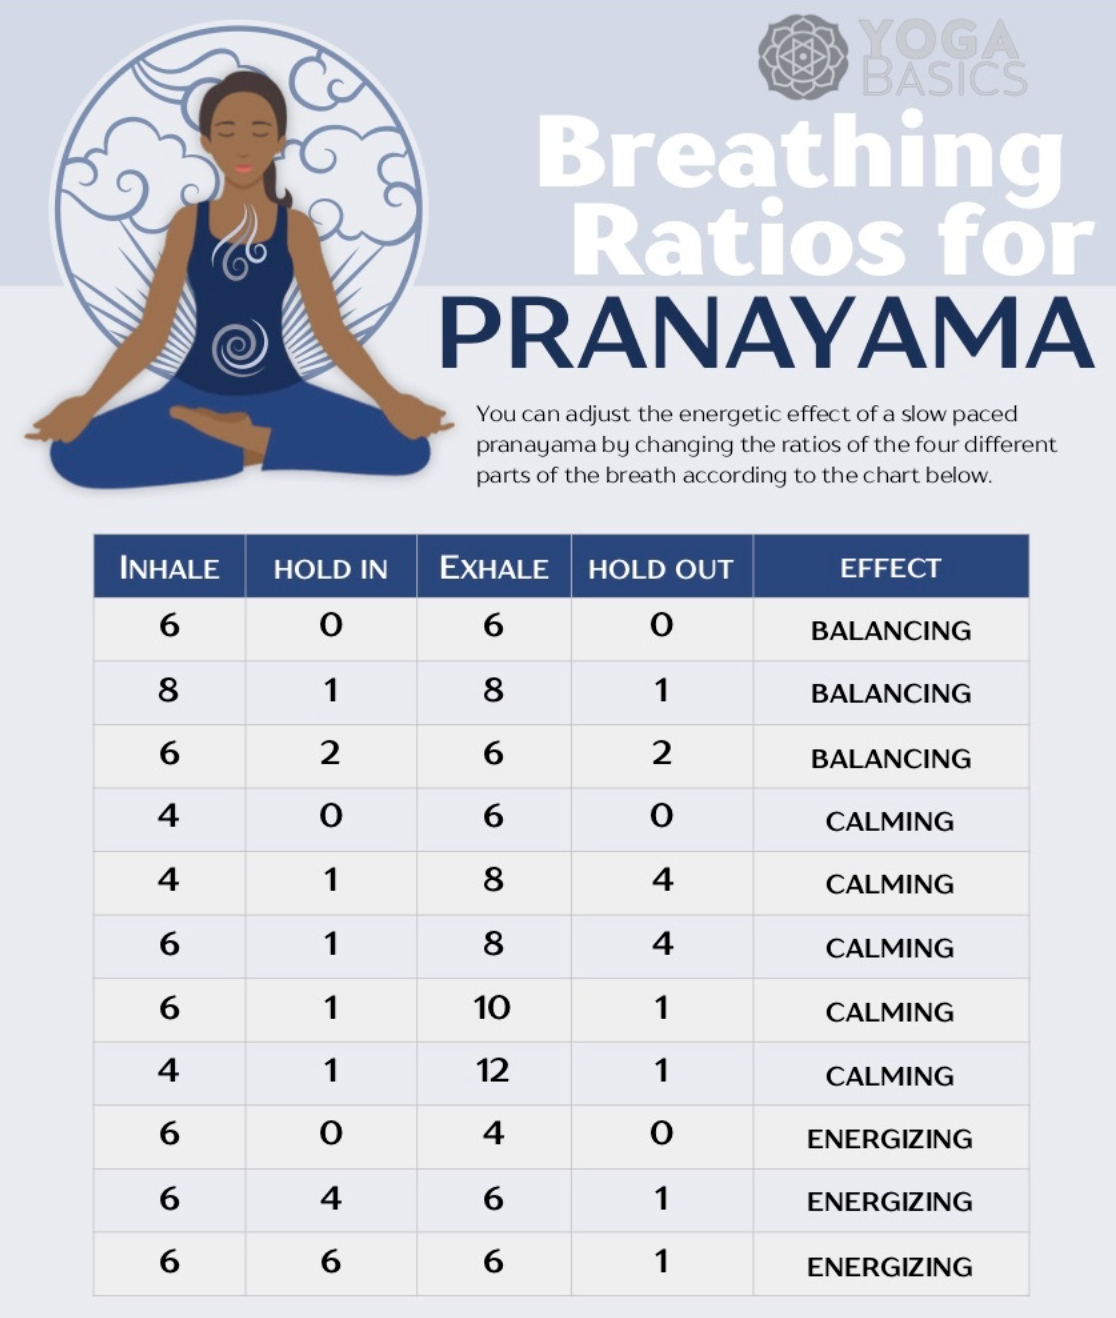 YOGA
BASICS
Breathing
Ratios for
PRANAYAMA
You can adjust the energetic effect of a slow paced
pranayama by changing the ratios of the four different
parts of the breath according to the chart below.
INHALE HOLD IN EXHALE HOLD OUT EFFECT
6 0 6 0 BALANCING
8 1 8 1 BALANCING
6 2 6 2 BALANCING
4 0 6 0 CALMING
4 1 8 4 CALMING
6 1 8 4 CALMING
6 1 10 1 CALMING
4 1 12 1 CALMING
6 0 4 0 ENERGIZING
6 4 6 1 ENERGIZING
6 6 6 1 ENERGIZING